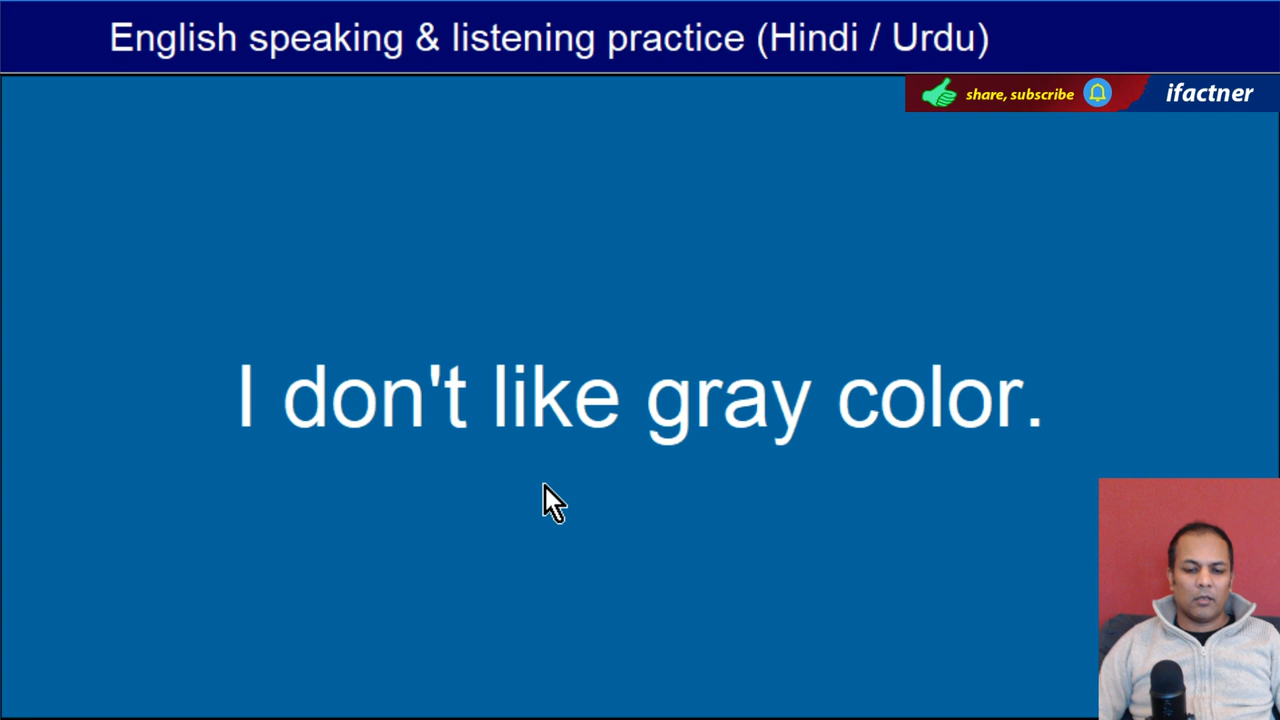 English speaking & listening practice (Hindi / Urdu)
share, subscribe
ifactner
I don't like gray color.